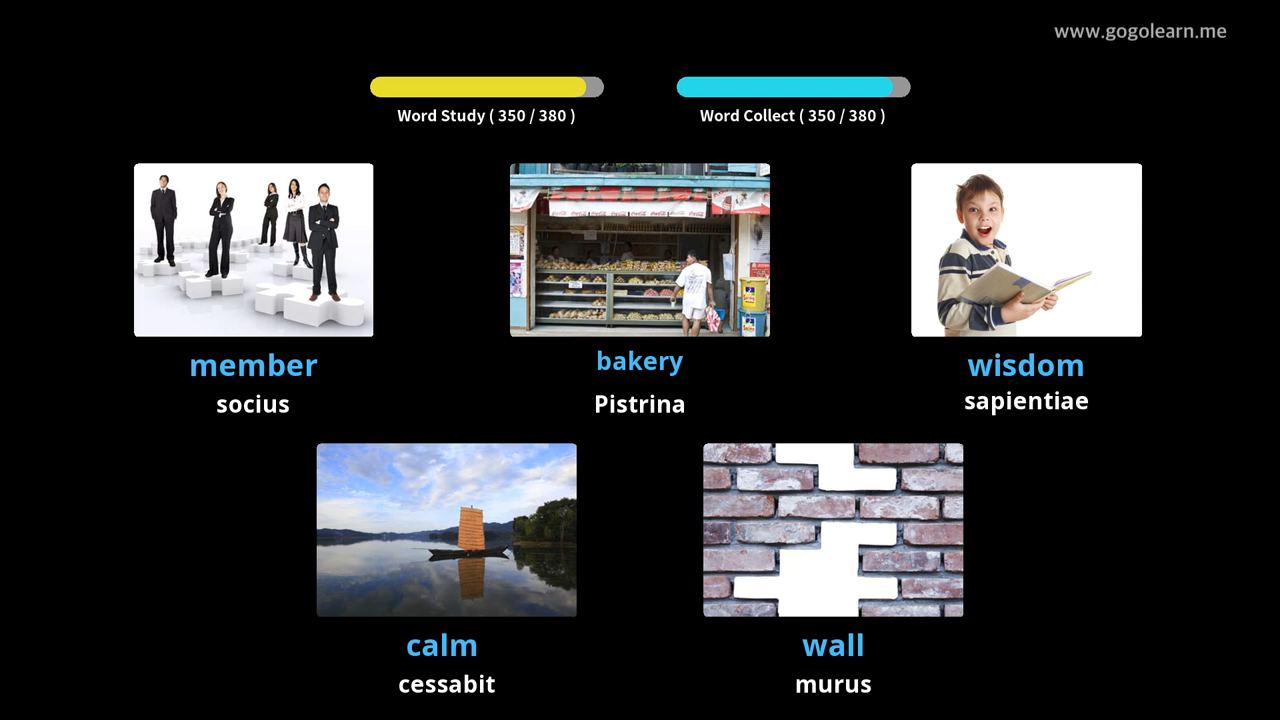 www.gogolearn.me
Word Study ( 350 / 380 )
Word Collect ( 350 / 380 )
member
socius
bakery
Pistrina
wisdom
sapientiae
calm
cessabit
wall
murus